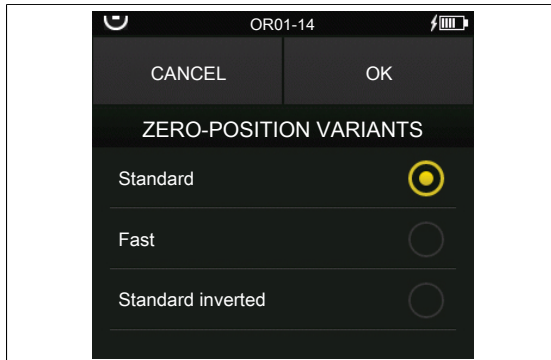 OR01-14
CANCEL OK
ZERO-POSITION VARIANTS
Standard
Fast
Standard inverted